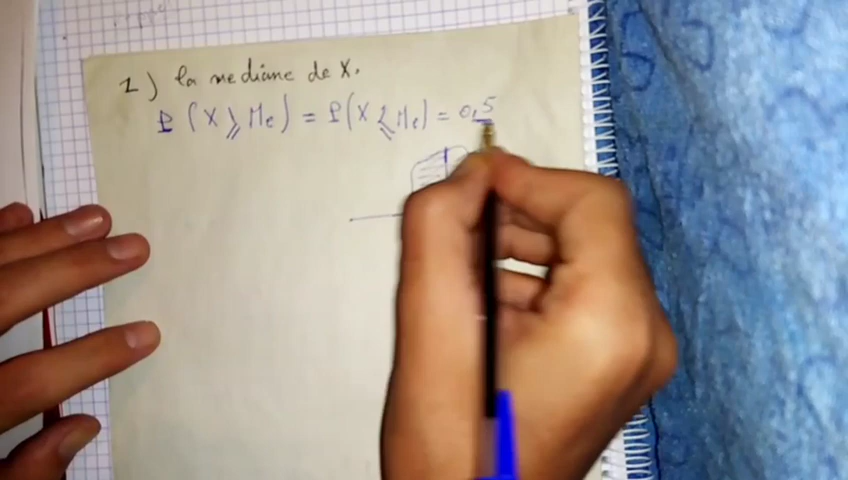 1) la mediane de X.
P(X ⩾ Me) = P(X ⩽ Me) = 0,5